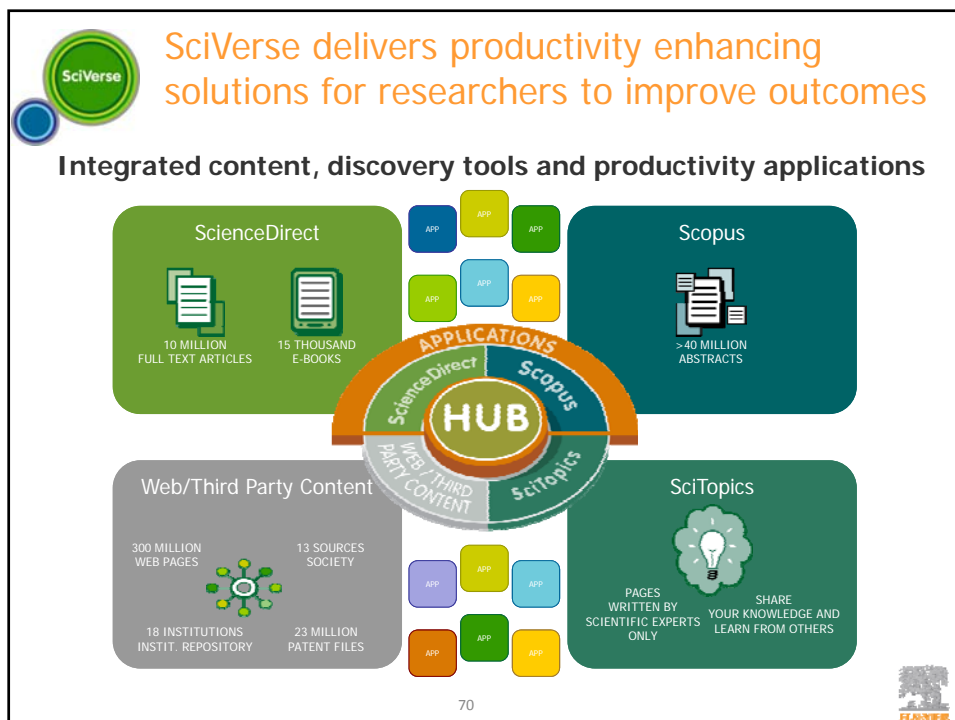 SciVerse
SciVerse delivers productivity enhancing
solutions for researchers to improve outcomes
Integrated content, discovery tools and productivity applications
ScienceDirect
10 MILLION
FULL TEXT ARTICLES
15 THOUSAND
E-BOOKS
APP
APP
APP
APP
APP
APP
Scopus
>40 MILLION
ABSTRACTS
APPLICATIONS
ScienceDirect
Scopus
HUB
WEB / THIRD
PARTY CONTENT
SciTopics
Web/Third Party Content
300 MILLION
WEB PAGES
13 SOURCES
SOCIETY
18 INSTITUTIONS
INSTIT. REPOSITORY
23 MILLION
PATENT FILES
APP
APP
APP
APP
APP
APP
SciTopics
PAGES
WRITTEN BY
SCIENTIFIC EXPERTS
ONLY
SHARE
YOUR KNOWLEDGE AND
LEARN FROM OTHERS
70
ELSEVIER